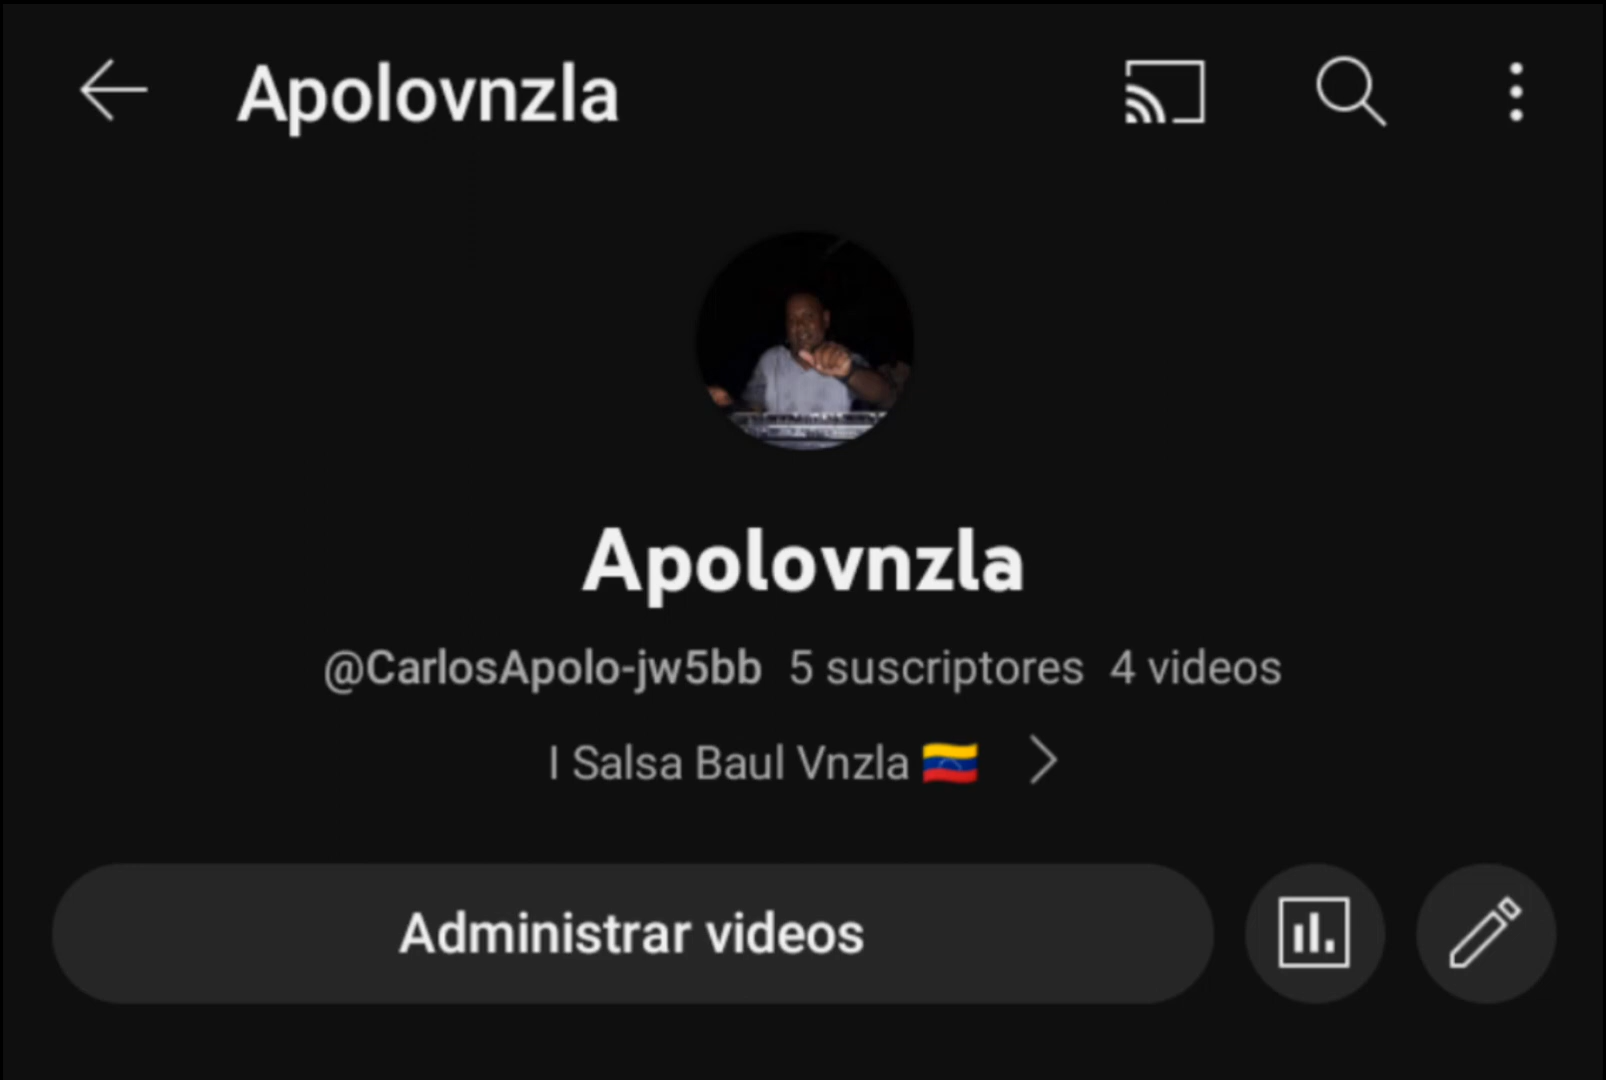 Apolovnzla
Apolovnzla
@CarlosApolo-jw5bb 5 suscriptores 4 videos
I Salsa Baul Vnzla 🇻🇪
Administrar videos